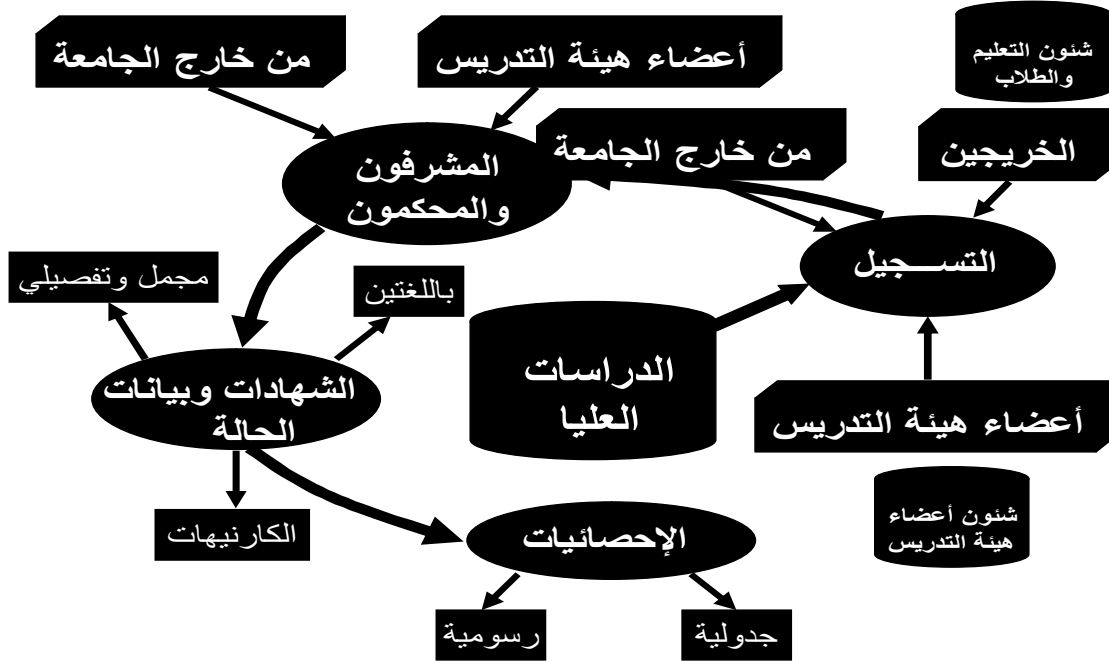 شئون التعليم
والطلاب
أعضاء هيئة التدريس
من خارج الجامعة
الخريجين
من خارج الجامعة
المشرفون
والمحكمون
التســـجيل
باللغتين
مجمل وتفصيلي
الدراسات
العليا
الشهادات وبيانات
الحالة
أعضاء هيئة التدريس
شئون أعضاء
هيئة التدريس
الكارنيهات
الإحصائيات
جدولية
رسومية